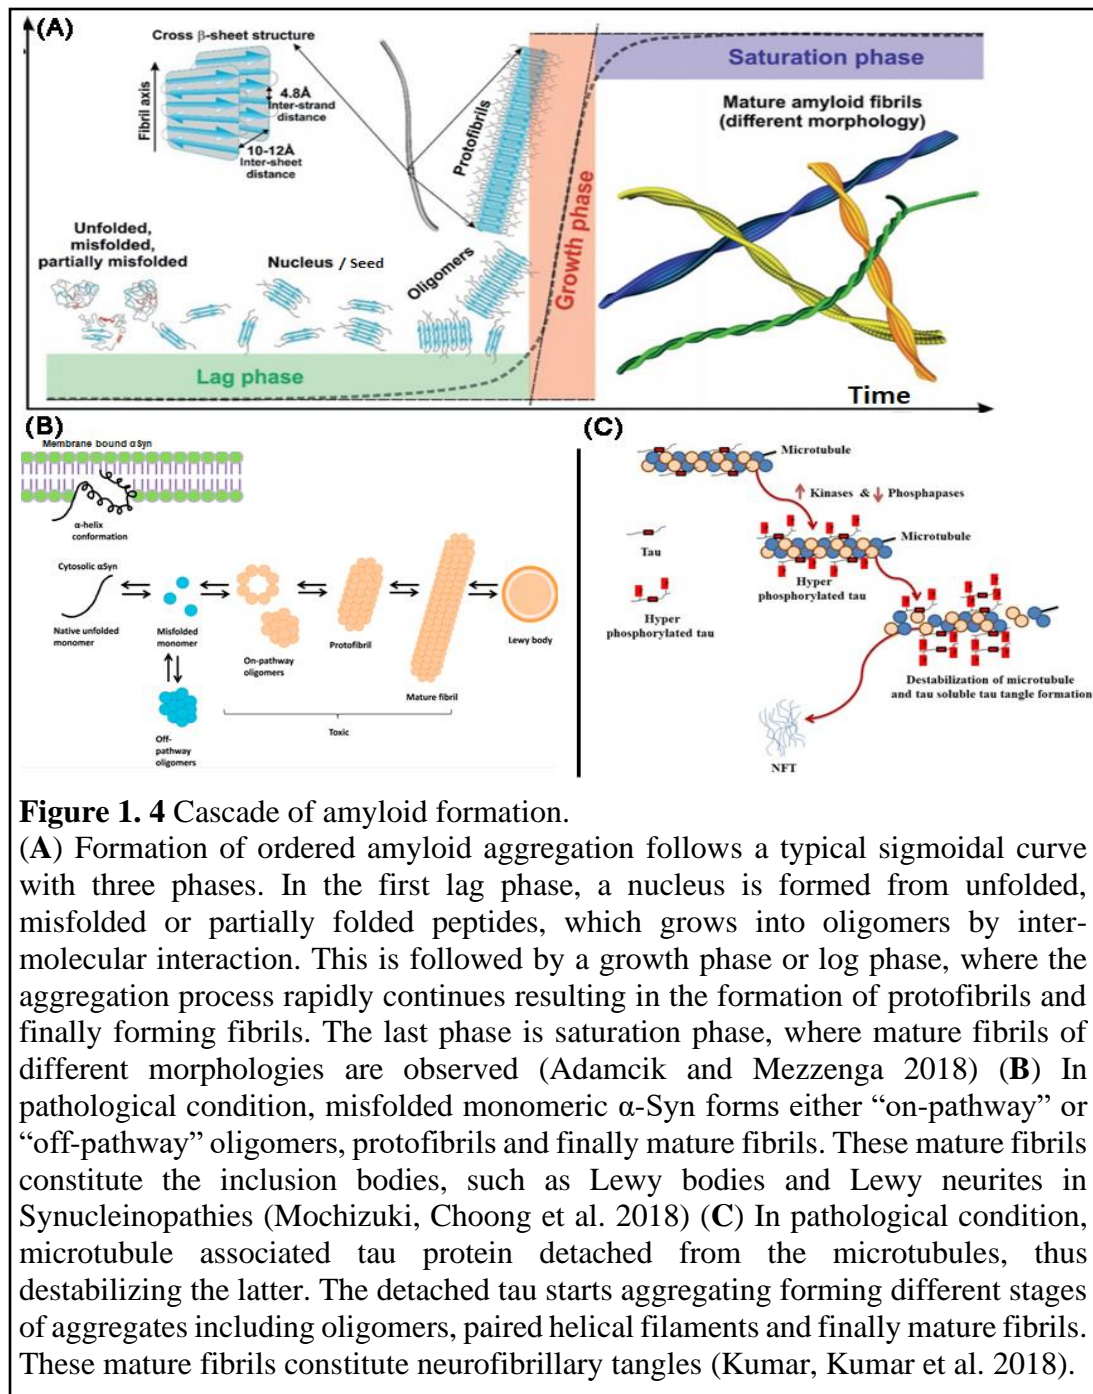 (A)
Cross β-sheet structure
Fibril axis
4.8Å
Inter-strand
distance
10-12Å
Inter-sheet
distance
Unfolded,
misfolded,
partially misfolded
Nucleus / Seed
Oligomers
Protofibrils
Lag phase
Growth phase
Saturation phase
Mature amyloid fibrils
(different morphology)
Time
(B)
Membrane bound αSyn
α-helix
conformation
Cytosolic αSyn
Native unfolded
monomer
Misfolded
monomer
On-pathway
oligomers
Protofibril
Mature fibril
Lewy body
Off-
pathway
oligomers
Toxic
(C)
Microtubule
Kinases & Phosphapases
Microtubule
Tau
Hyper
phosphorylated tau
Hyper
phosphorylated tau
Destabilization of microtubule
and tau soluble tau tangle formation
NFT
Figure 1. 4 Cascade of amyloid formation.
(A) Formation of ordered amyloid aggregation follows a typical sigmoidal curve
with three phases. In the first lag phase, a nucleus is formed from unfolded,
misfolded or partially folded peptides, which grows into oligomers by inter-
molecular interaction. This is followed by a growth phase or log phase, where the
aggregation process rapidly continues resulting in the formation of protofibrils and
finally forming fibrils. The last phase is saturation phase, where mature fibrils of
different morphologies are observed (Adamcik and Mezzenga 2018) (B) In
pathological condition, misfolded monomeric α-Syn forms either “on-pathway” or
“off-pathway” oligomers, protofibrils and finally mature fibrils. These mature fibrils
constitute the inclusion bodies, such as Lewy bodies and Lewy neurites in
Synucleinopathies (Mochizuki, Choong et al. 2018) (C) In pathological condition,
microtubule associated tau protein detached from the microtubules, thus
destabilizing the latter. The detached tau starts aggregating forming different stages
of aggregates including oligomers, paired helical filaments and finally mature fibrils.
These mature fibrils constitute neurofibrillary tangles (Kumar, Kumar et al. 2018).